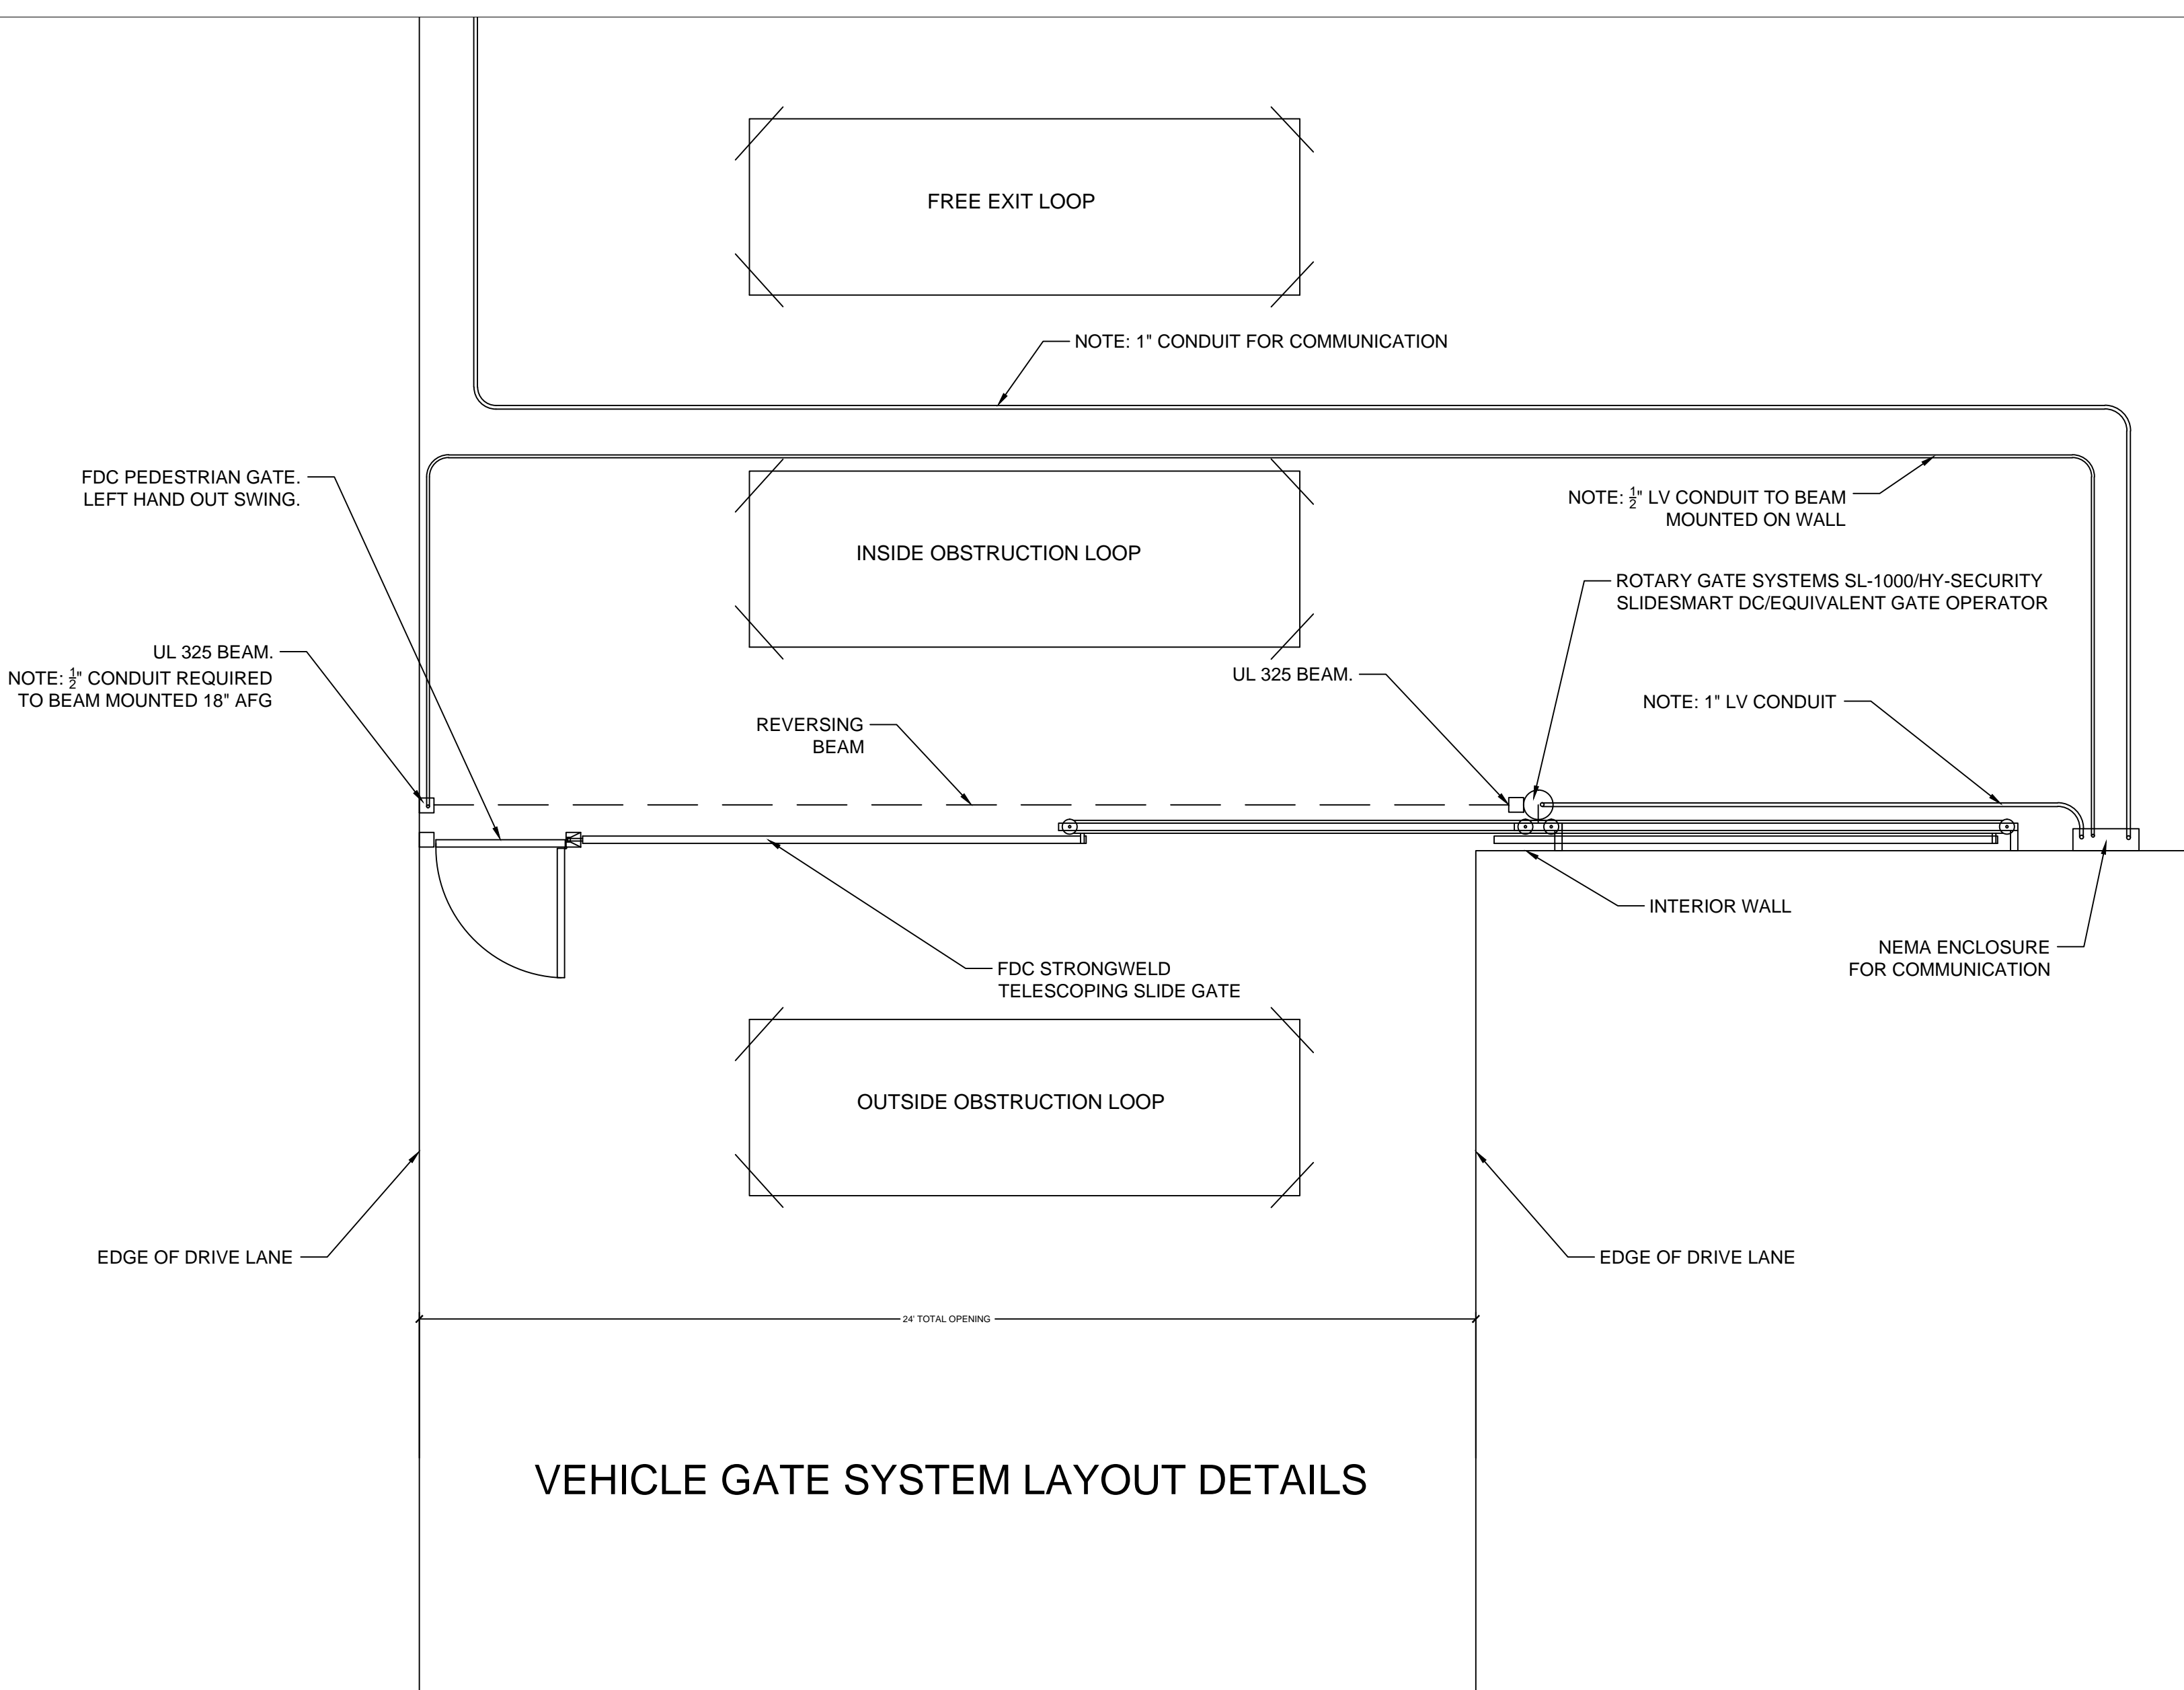 FREE EXIT LOOP
NOTE: 1" CONDUIT FOR COMMUNICATION
FDC PEDESTRIAN GATE.
LEFT HAND OUT SWING.
NOTE: ½" LV CONDUIT TO BEAM
MOUNTED ON WALL
INSIDE OBSTRUCTION LOOP
ROTARY GATE SYSTEMS SL-1000/HY-SECURITY
SLIDESMART DC/EQUIVALENT GATE OPERATOR
UL 325 BEAM.
NOTE: ½" CONDUIT REQUIRED
TO BEAM MOUNTED 18" AFG
UL 325 BEAM.
NOTE: 1" LV CONDUIT
REVERSING
BEAM
INTERIOR WALL
NEMA ENCLOSURE
FOR COMMUNICATION
FDC STRONGWELD
TELESCOPING SLIDE GATE
OUTSIDE OBSTRUCTION LOOP
EDGE OF DRIVE LANE
EDGE OF DRIVE LANE
24' TOTAL OPENING
VEHICLE GATE SYSTEM LAYOUT DETAILS